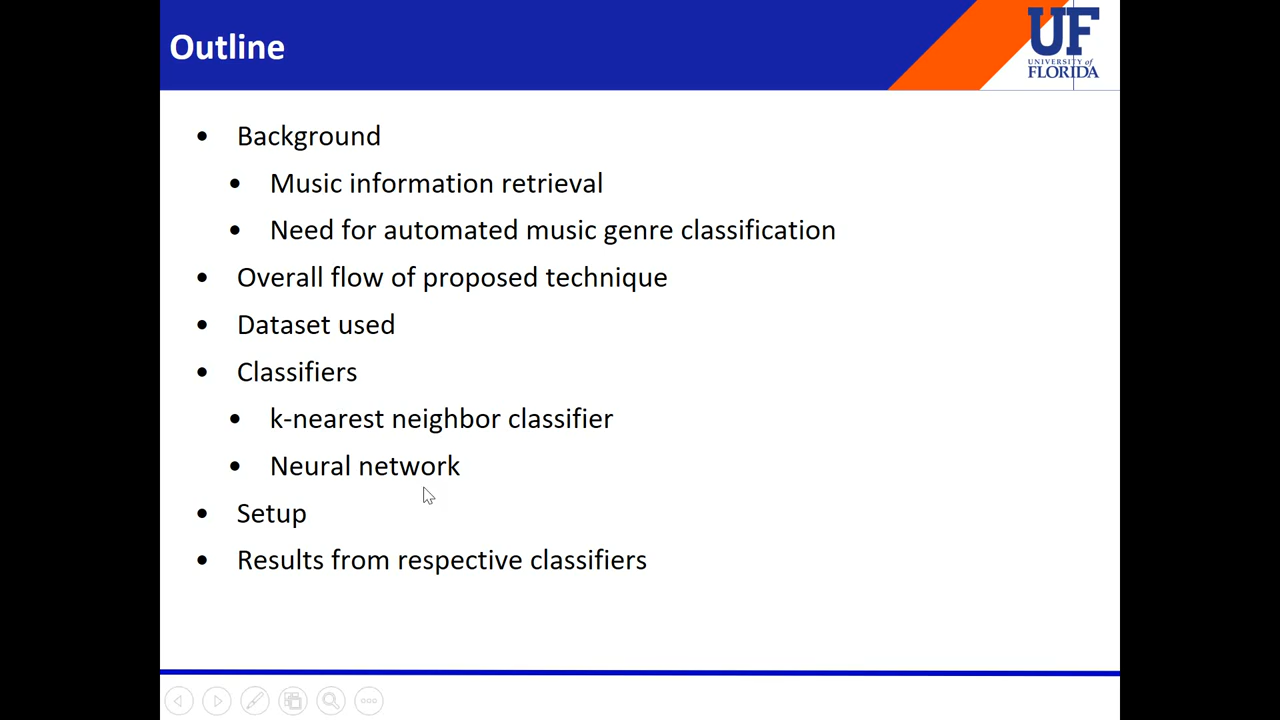 Outline
UF
UNIVERSITY of
FLORIDA
• Background
• Music information retrieval
• Need for automated music genre classification
• Overall flow of proposed technique
• Dataset used
• Classifiers
• k-nearest neighbor classifier
• Neural network
• Setup
• Results from respective classifiers